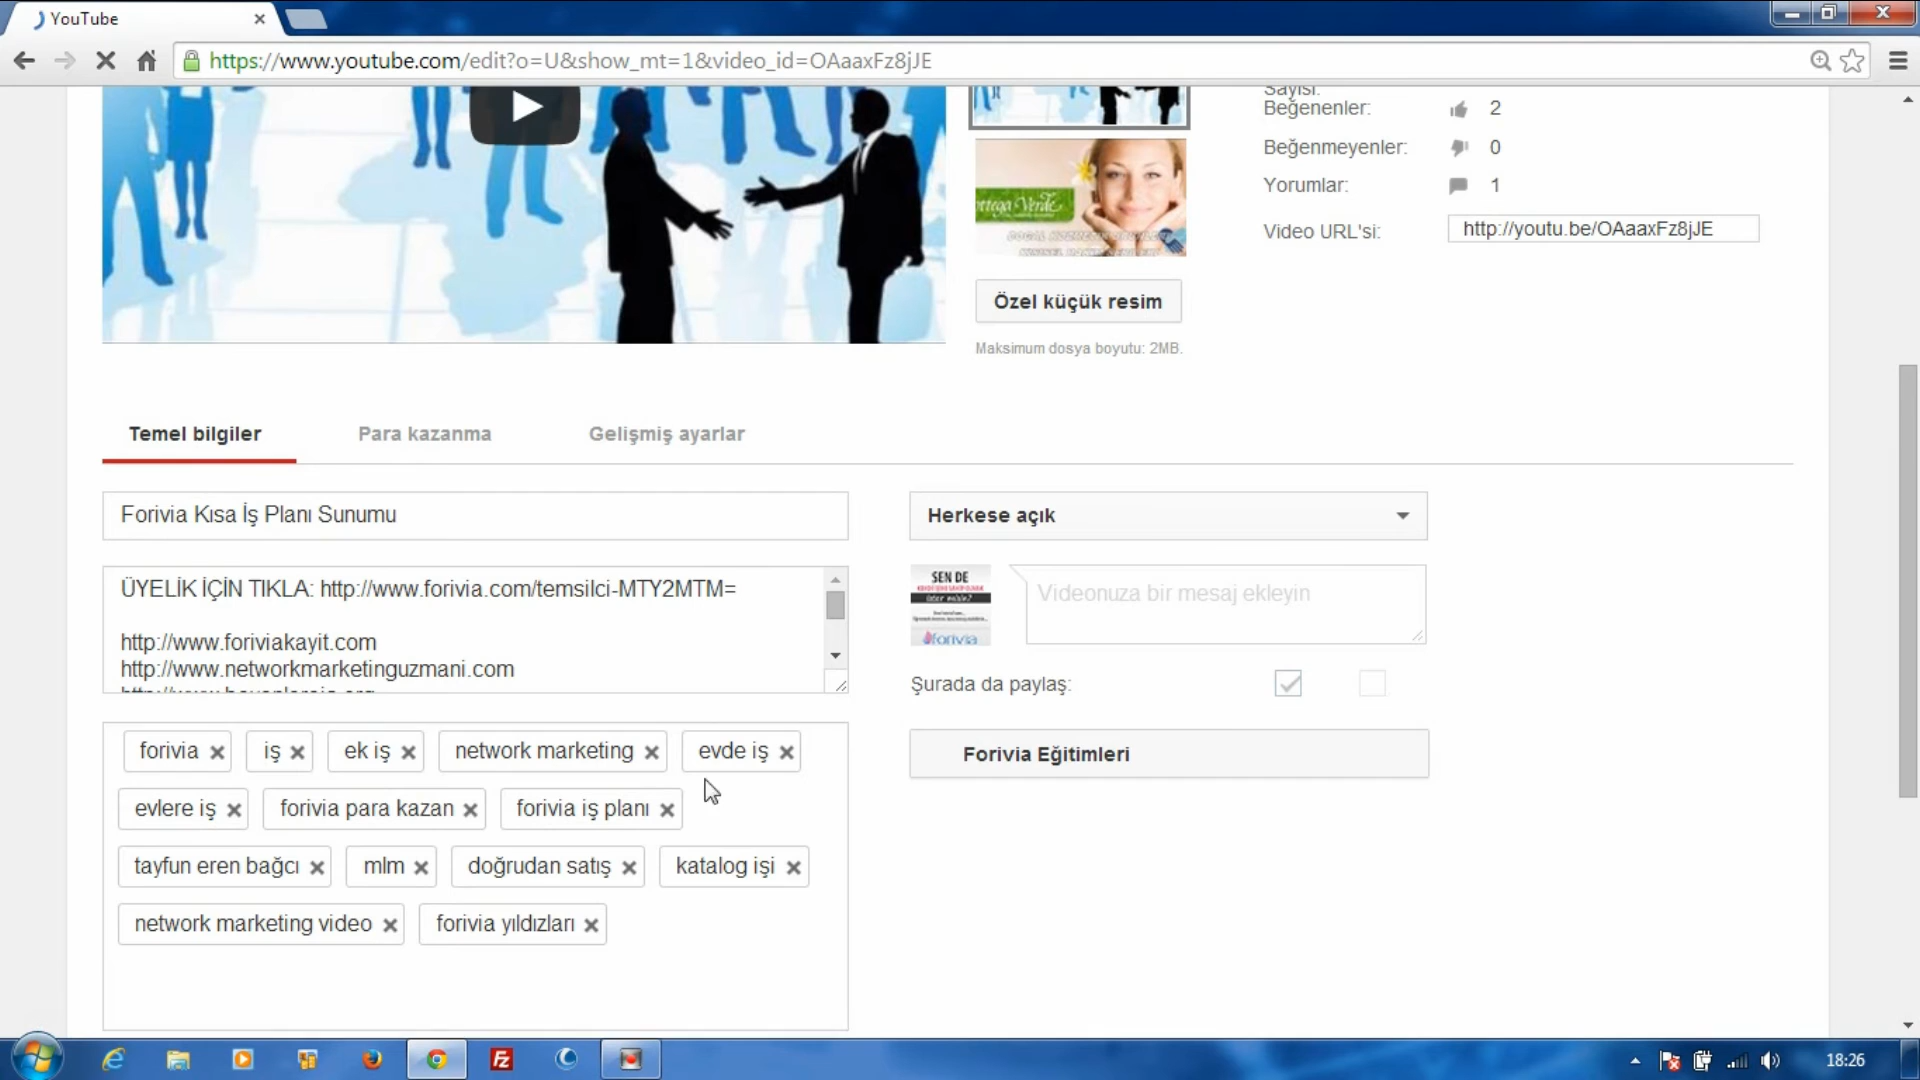 YouTube
https://www.youtube.com/edit?o=U&show_mt=1&video_id=OAaaxFz8jJE
Sayısı:
Beğenenler: 2
Beğenmeyenler: 0
Yorumlar: 1
Video URL'si: http://youtu.be/OAaaxFz8jJE
Verde
Özel küçük resim
Maksimum dosya boyutu: 2MB.
Temel bilgiler Para kazanma Gelişmiş ayarlar
Forivia Kısa İş Planı Sunumu
Herkese açık
ÜYELİK İÇİN TIKLA: http://www.forivia.com/temsilci-MTY2MTM=
http://www.foriviakayit.com
http://www.networkmarketinguzmani.com
SEN DE
forivia
Videonuza bir mesaj ekleyin
Şurada da paylaş:
Forivia Eğitimleri
forivia iş ek iş network marketing evde iş
evlere iş forivia para kazan forivia iş planı
tayfun eren bağcı mlm doğrudan satış katalog işi
network marketing video forivia yıldızları
18:26